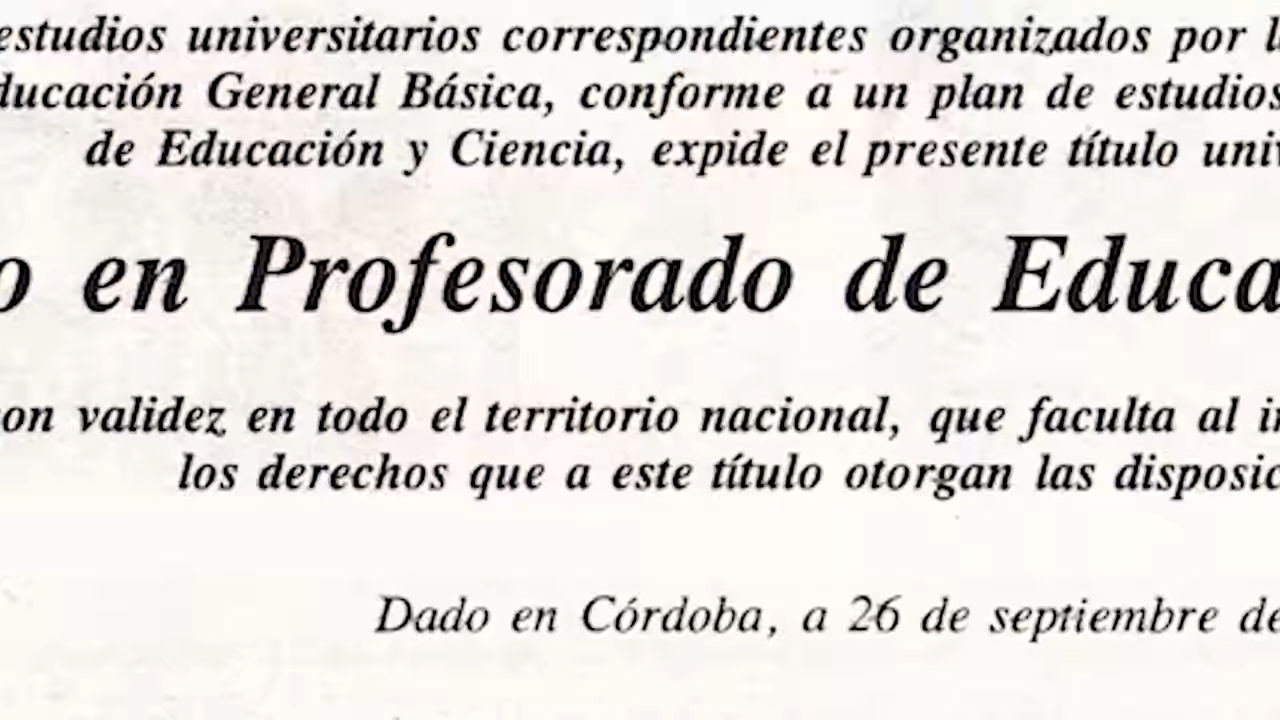 estudios universitarios correspondientes organizados por
ducación General Básica, conforme a un plan de estudios
de Educación y Ciencia, expide el presente título univ
o en Profesorado de Educa
on validez en todo el territorio nacional, que faculta al
los derechos que a este título otorgan las disposic
Dado en Córdoba, a 26 de septiembre de